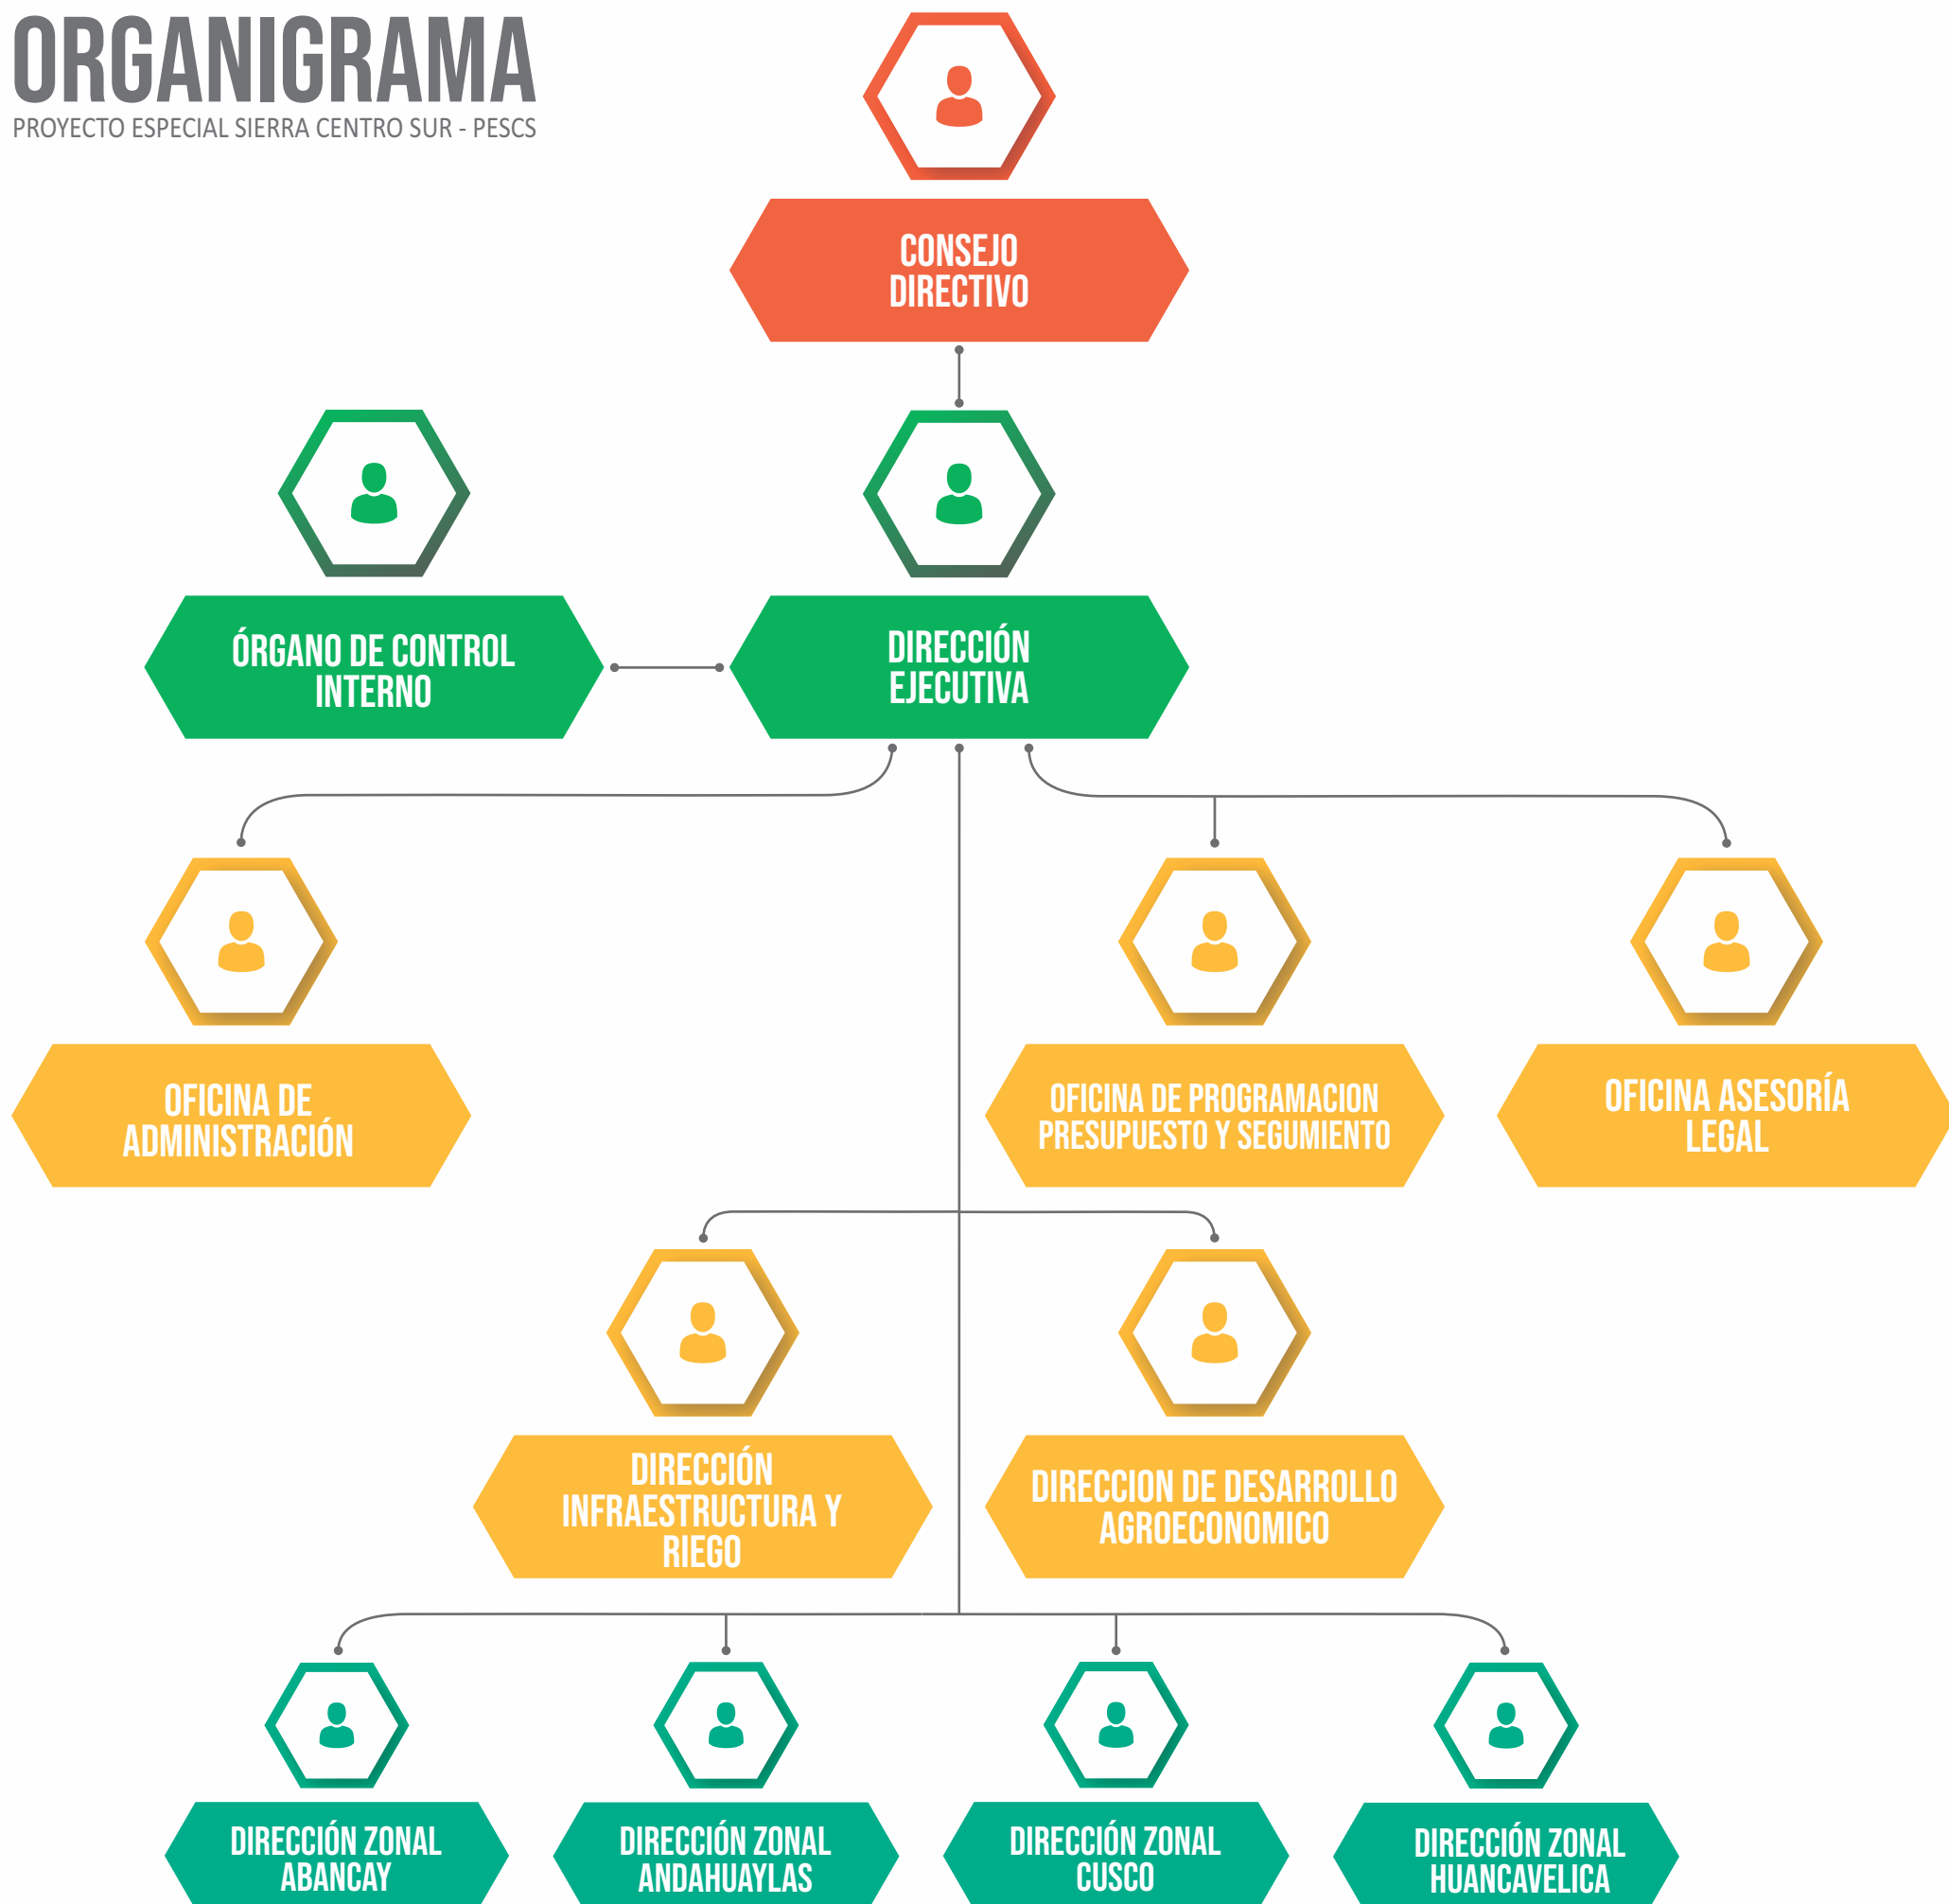 ORGANIGRAMA
PROYECTO ESPECIAL SIERRA CENTRO SUR - PESCS
CONSEJO
DIRECTIVO
ÓRGANO DE CONTROL
INTERNO
DIRECCIÓN
EJECUTIVA
OFICINA DE
ADMINISTRACIÓN
OFICINA DE PROGRAMACION
PRESUPUESTO Y SEGUMIENTO
OFICINA ASESORÍA
LEGAL
DIRECCIÓN
INFRAESTRUCTURA Y
RIEGO
DIRECCION DE DESARROLLO
AGROECONOMICO
DIRECCIÓN ZONAL
ABANCAY
DIRECCIÓN ZONAL
ANDAHUAYLAS
DIRECCIÓN ZONAL
CUSCO
DIRECCIÓN ZONAL
HUANCAVELICA